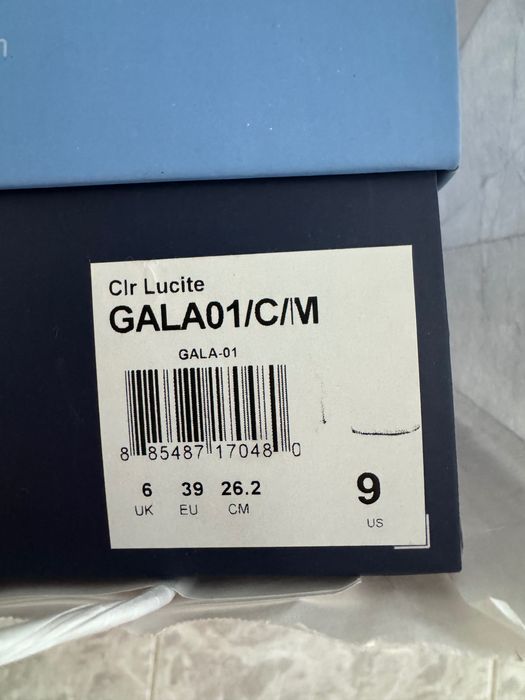 Clr Lucite
GALA01/C/M
GALA-01
8 85487 17048 0
6 39 26.2 9
UK EU CM US